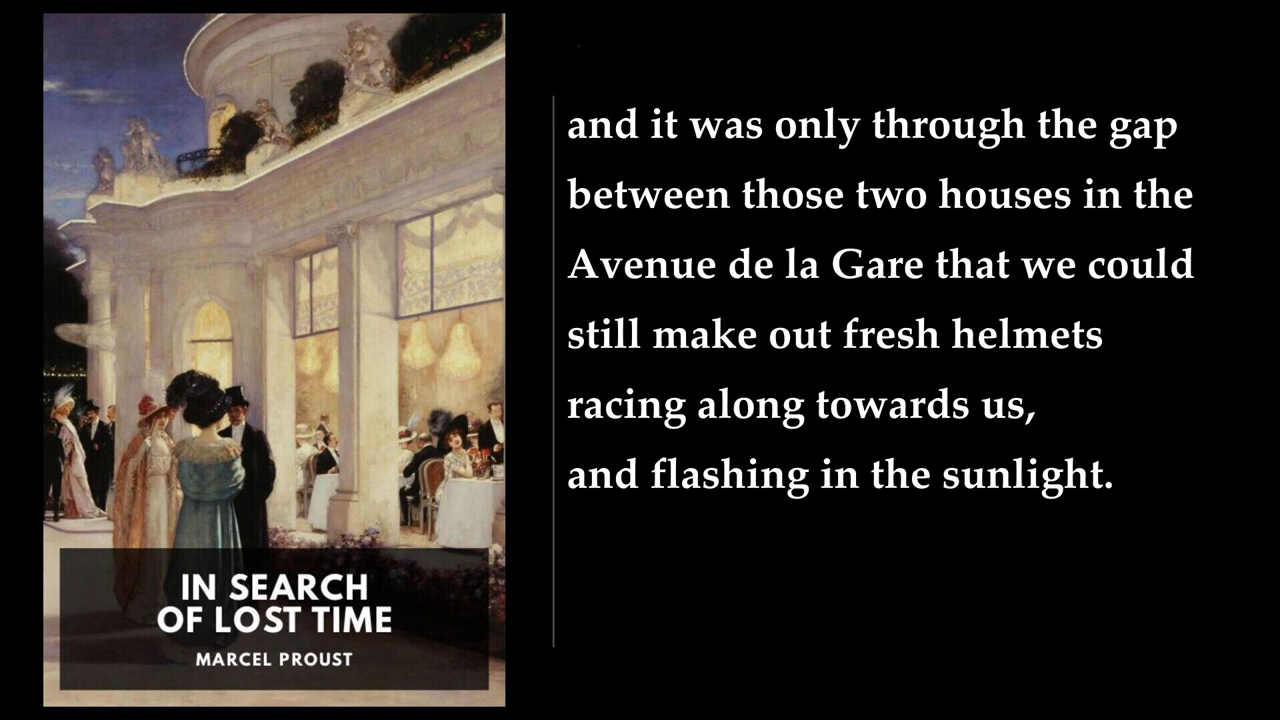 and it was only through the gap
between those two houses in the
Avenue de la Gare that we could
still make out fresh helmets
racing along towards us,
and flashing in the sunlight.
IN SEARCH
OF LOST TIME
MARCEL PROUST